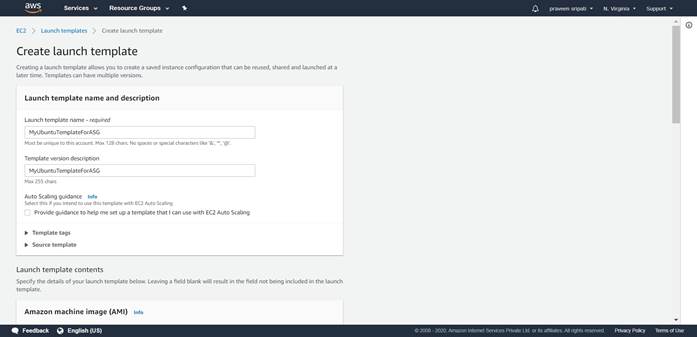 aws Services Resource Groups praveen sripati N. Virginia Support
EC2 > Launch templates > Create launch template
Create launch template
Creating a launch template allows you to create a saved instance configuration that can be reused, shared and launched at a
later time. Templates can have multiple versions.
Launch template name and description
Launch template name - required
MyUbuntuTemplateForASG
Must be unique to this account. Max 128 chars. No spaces or special characters like '&', '*', '@'.
Template version description
MyUbuntuTemplateForASG
Max 255 chars
Auto Scaling guidance Info
Select this if you intend to use this template with EC2 Auto Scaling
Provide guidance to help me set up a template that I can use with EC2 Auto Scaling
Template tags
Source template
Launch template contents
Specify the details of your launch template below. Leaving a field blank will result in the field not being included in the launch
template.
Amazon machine image (AMI) Info
Feedback English (US) © 2008 - 2020, Amazon Internet Services Private Ltd. or its affiliates. All rights reserved. Privacy Policy Terms of Use